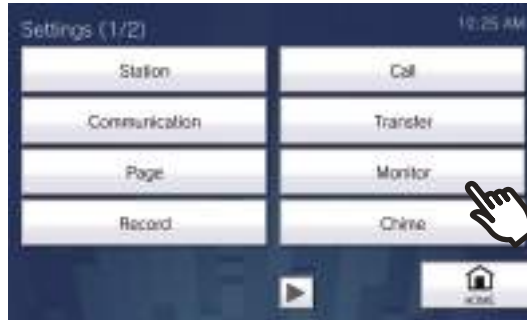 Settings (1/2) 10:25 AM
Station Call
Communication Transfer
Page Monitor
Record Chime
HOME